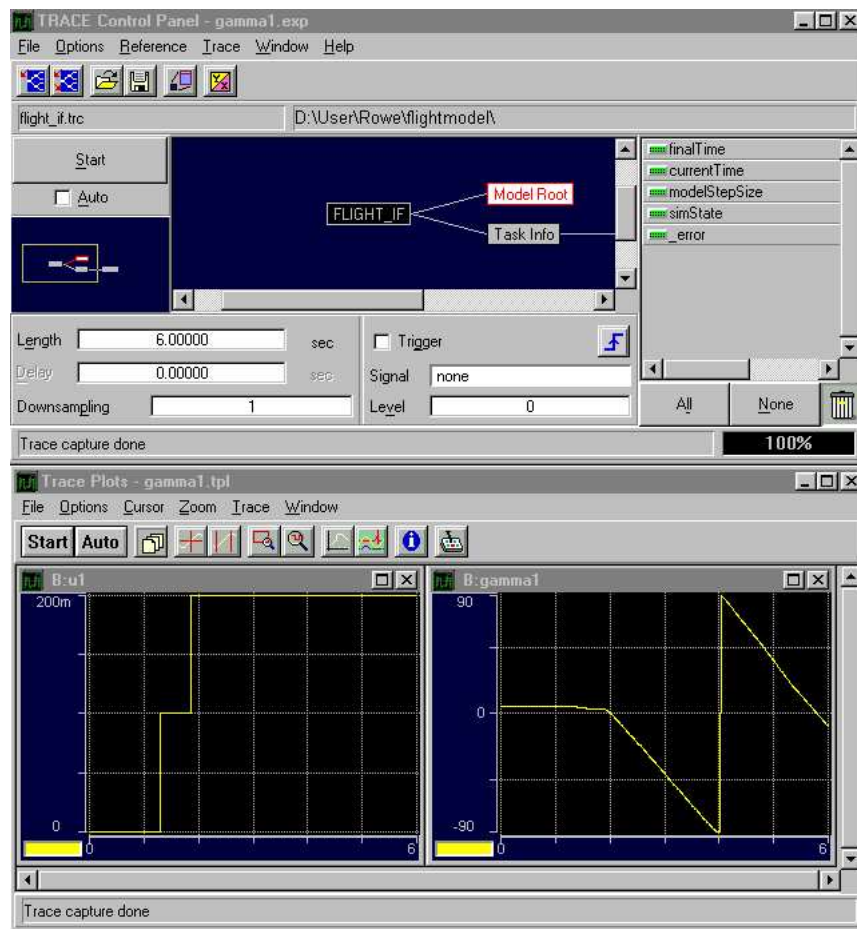 TRACE Control Panel - gamma1.exp
File Options Reference Trace Window Help
flight_if.trc D:\User\Rowe\flightmodel\
Start
Auto
FLIGHT_IF
Model Root
Task Info
finalTime
currentTime
modelStepSize
simState
_error
Length 6.00000 sec
Delay 0.00000 sec
Downsampling 1
Trigger
Signal none
Level 0
All None
Trace capture done 100%
Trace Plots - gamma1.tpl
File Options Cursor Zoom Trace Window
Start Auto
B:u1
200m
0
0 6
B:gamma1
90
0
-90
0 6
Trace capture done